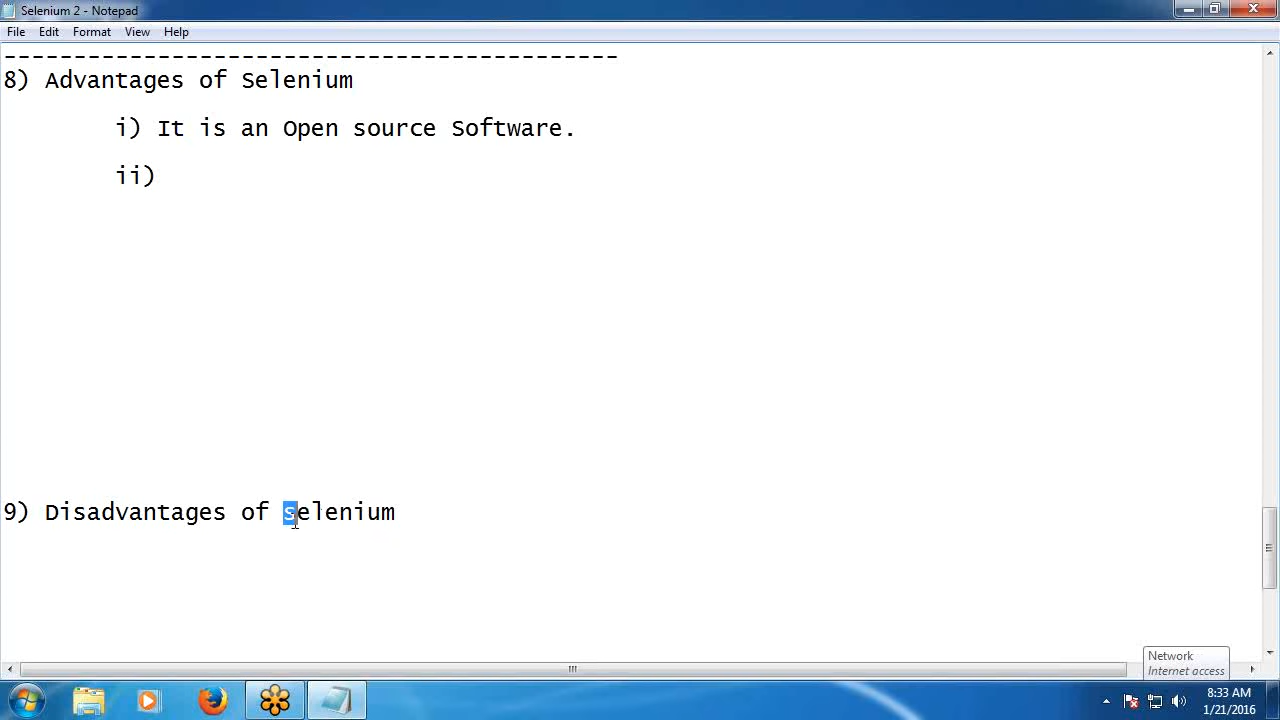 Selenium 2 - Notepad
File Edit Format View Help
--------------------------------------------
8) Advantages of Selenium
i) It is an Open source Software.
ii)
9) Disadvantages of selenium
Network
Internet access
8:33 AM
1/21/2016